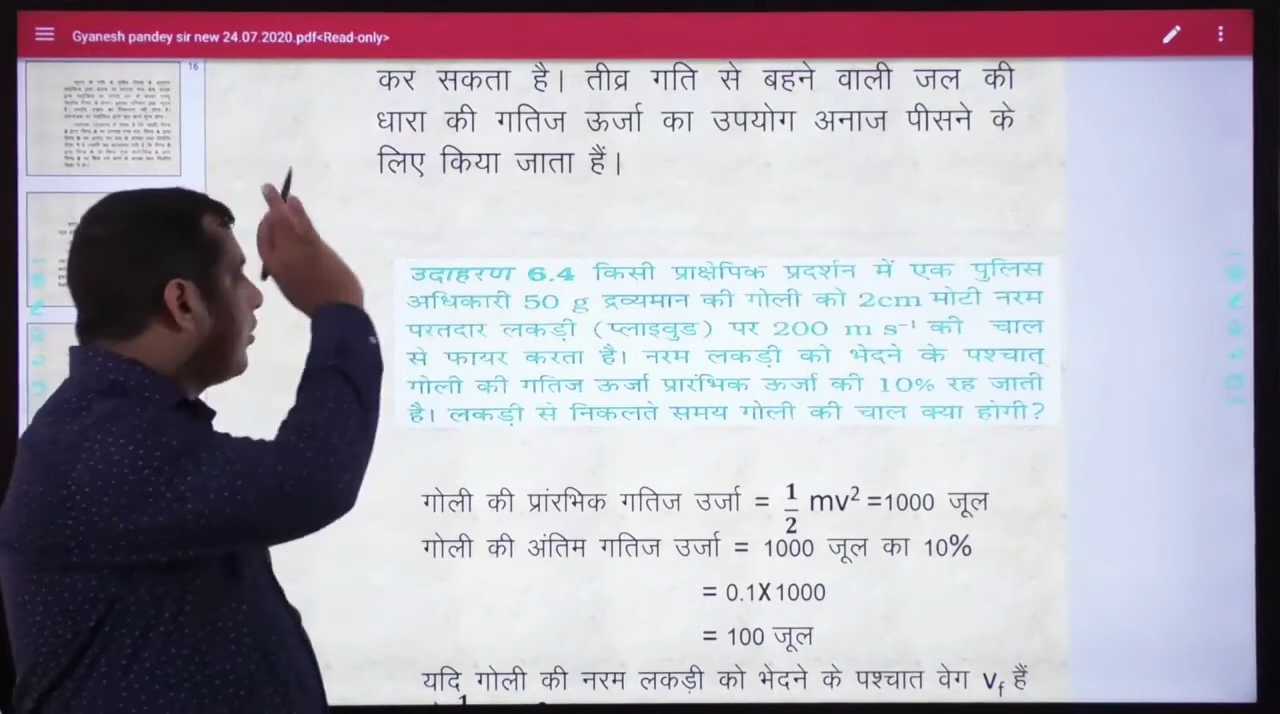 Gyanesh pandey sir new 24.07.2020.pdf<Read-only>
16
कर सकता है। तीव्र गति से बहने वाली जल की
धारा की गतिज ऊर्जा का उपयोग अनाज पीसने के
लिए किया जाता हैं।
उदाहरण 6.4 किसी प्राक्षेपिक प्रदर्शन में एक पुलिस
अधिकारी 50 g द्रव्यमान की गोली को 2cm मोटी नरम
परतदार लकड़ी (प्लाइवुड) पर 200 m s⁻¹ की चाल
से फायर करता है। नरम लकड़ी को भेदने के पश्चात्
गोली की गतिज ऊर्जा प्रारंभिक ऊर्जा की 10% रह जाती
है। लकड़ी से निकलते समय गोली की चाल क्या होगी?
गोली की प्रांरभिक गतिज उर्जा = 1/2 mv² =1000 जूल
गोली की अंतिम गतिज उर्जा = 1000 जूल का 10%
= 0.1X1000
= 100 जूल
यदि गोली की नरम लकड़ी को भेदने के पश्चात वेग vf हैं